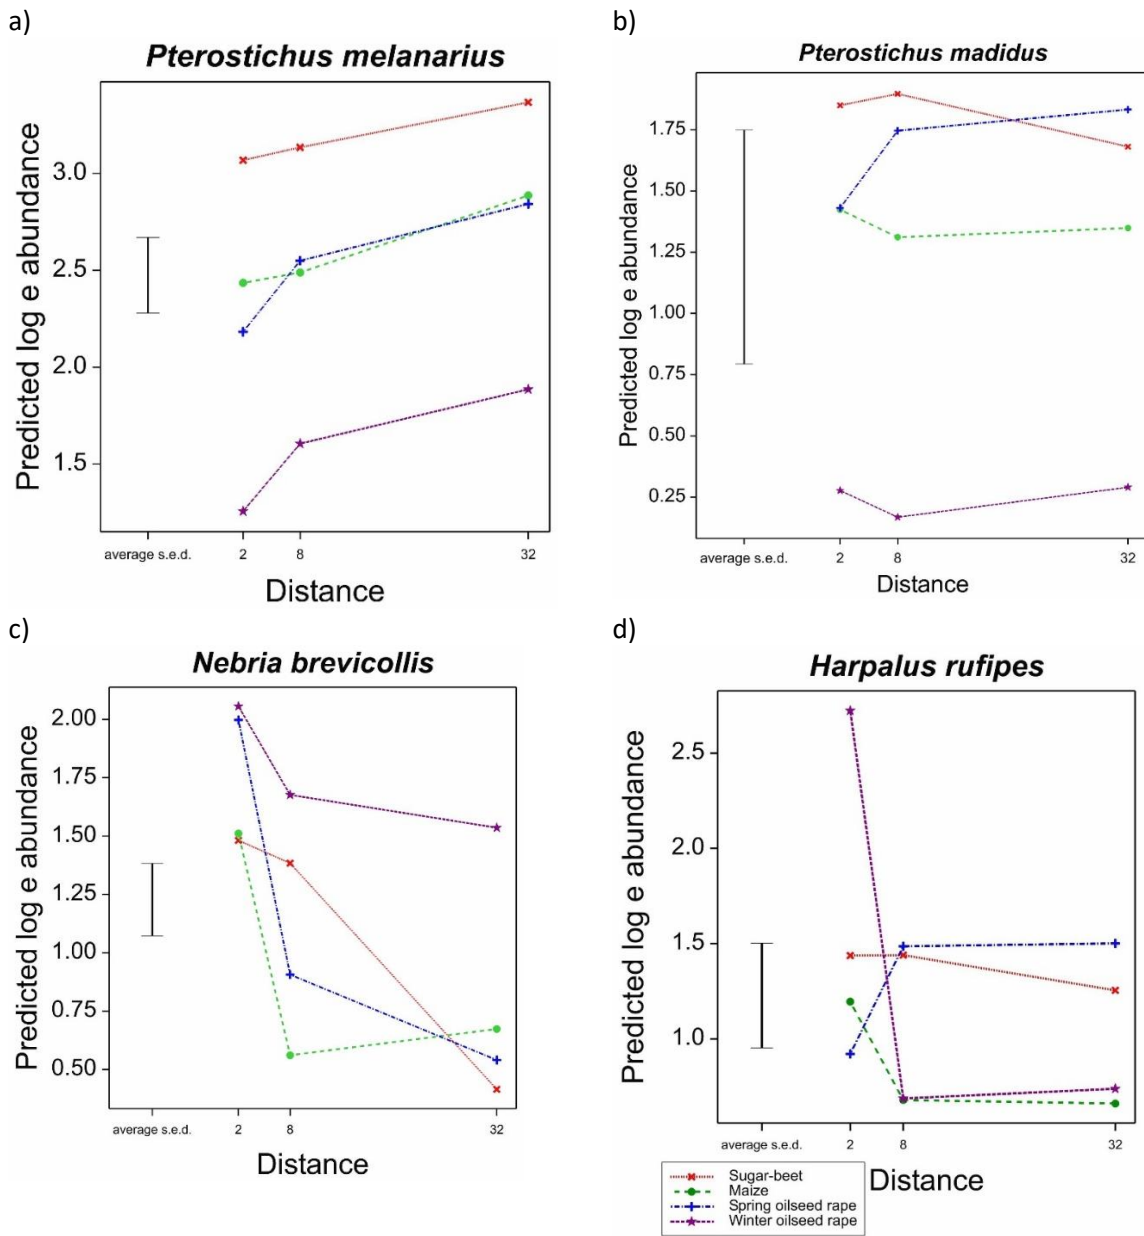 a)
Pterostichus melanarius
Predicted log e abundance
3.0
2.5
2.0
1.5
average s.e.d.
2
8
32
Distance
b)
Pterostichus madidus
Predicted log e abundance
1.75
1.50
1.25
1.00
0.75
0.50
0.25
average s.e.d.
2
8
32
Distance
c)
Nebria brevicollis
Predicted log e abundance
2.00
1.75
1.50
1.25
1.00
0.75
0.50
average s.e.d.
2
8
32
Distance
d)
Harpalus rufipes
Predicted log e abundance
2.5
2.0
1.5
1.0
average s.e.d.
2
8
32
Distance
Sugar-beet
Maize
Spring oilseed rape
Winter oilseed rape